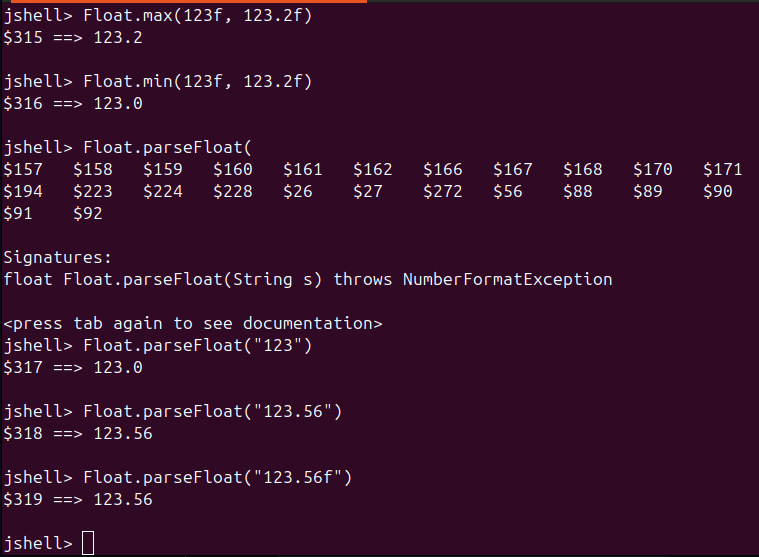 jshell> Float.max(123f, 123.2f)
$315 ==> 123.2
jshell> Float.min(123f, 123.2f)
$316 ==> 123.0
jshell> Float.parseFloat(
$157 $158 $159 $160 $161 $162 $166 $167 $168 $170 $171
$194 $223 $224 $228 $26 $27 $272 $56 $88 $89 $90
$91 $92
Signatures:
float Float.parseFloat(String s) throws NumberFormatException
<press tab again to see documentation>
jshell> Float.parseFloat("123")
$317 ==> 123.0
jshell> Float.parseFloat("123.56")
$318 ==> 123.56
jshell> Float.parseFloat("123.56f")
$319 ==> 123.56
jshell>